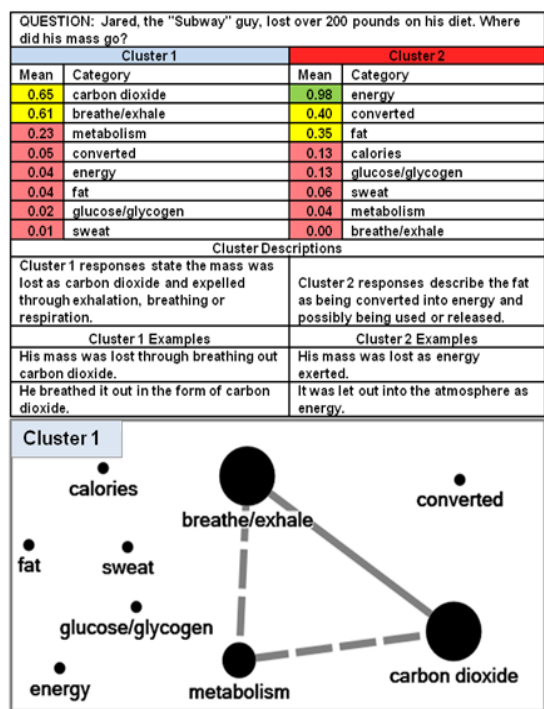 QUESTION: Jared, the "Subway" guy, lost over 200 pounds on his diet. Where
did his mass go?
Cluster 1 Cluster 2
Mean Category Mean Category
0.65 carbon dioxide 0.98 energy
0.61 breathe/exhale 0.40 converted
0.23 metabolism 0.35 fat
0.05 converted 0.13 calories
0.04 energy 0.13 glucose/glycogen
0.04 fat 0.06 sweat
0.02 glucose/glycogen 0.04 metabolism
0.01 sweat 0.00 breathe/exhale
Cluster Descriptions
Cluster 1 responses state the mass was
lost as carbon dioxide and expelled
through exhalation, breathing or
respiration.
Cluster 2 responses describe the fat
as being converted into energy and
possibly being used or released.
Cluster 1 Examples Cluster 2 Examples
His mass was lost through breathing out
carbon dioxide.
His mass was lost as energy
exerted.
He breathed it out in the form of carbon
dioxide.
It was let out into the atmosphere as
energy.
Cluster 1
calories
breathe/exhale
converted
fat
sweat
glucose/glycogen
carbon dioxide
energy
metabolism